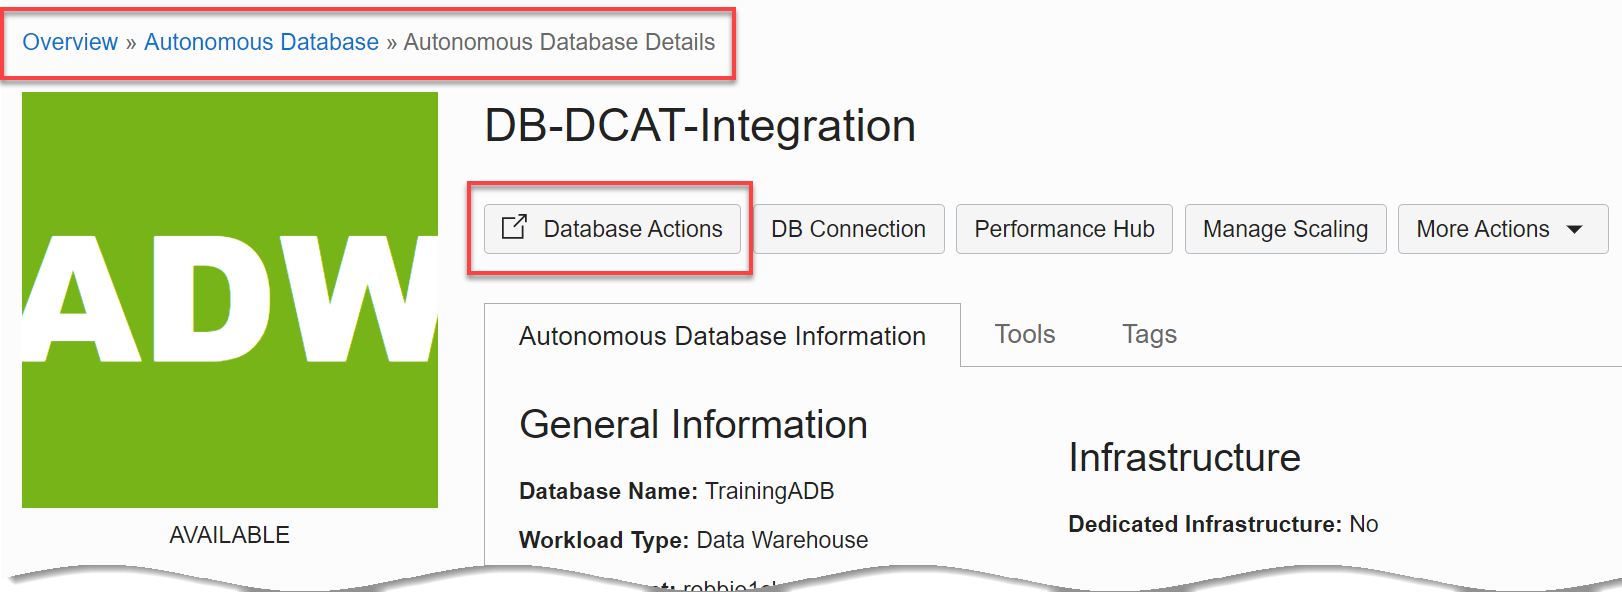 Overview » Autonomous Database » Autonomous Database Details
ADW
AVAILABLE
DB-DCAT-Integration
Database Actions
DB Connection
Performance Hub
Manage Scaling
More Actions
Autonomous Database Information
Tools
Tags
General Information
Database Name: TrainingADB
Workload Type: Data Warehouse
Infrastructure
Dedicated Infrastructure: No